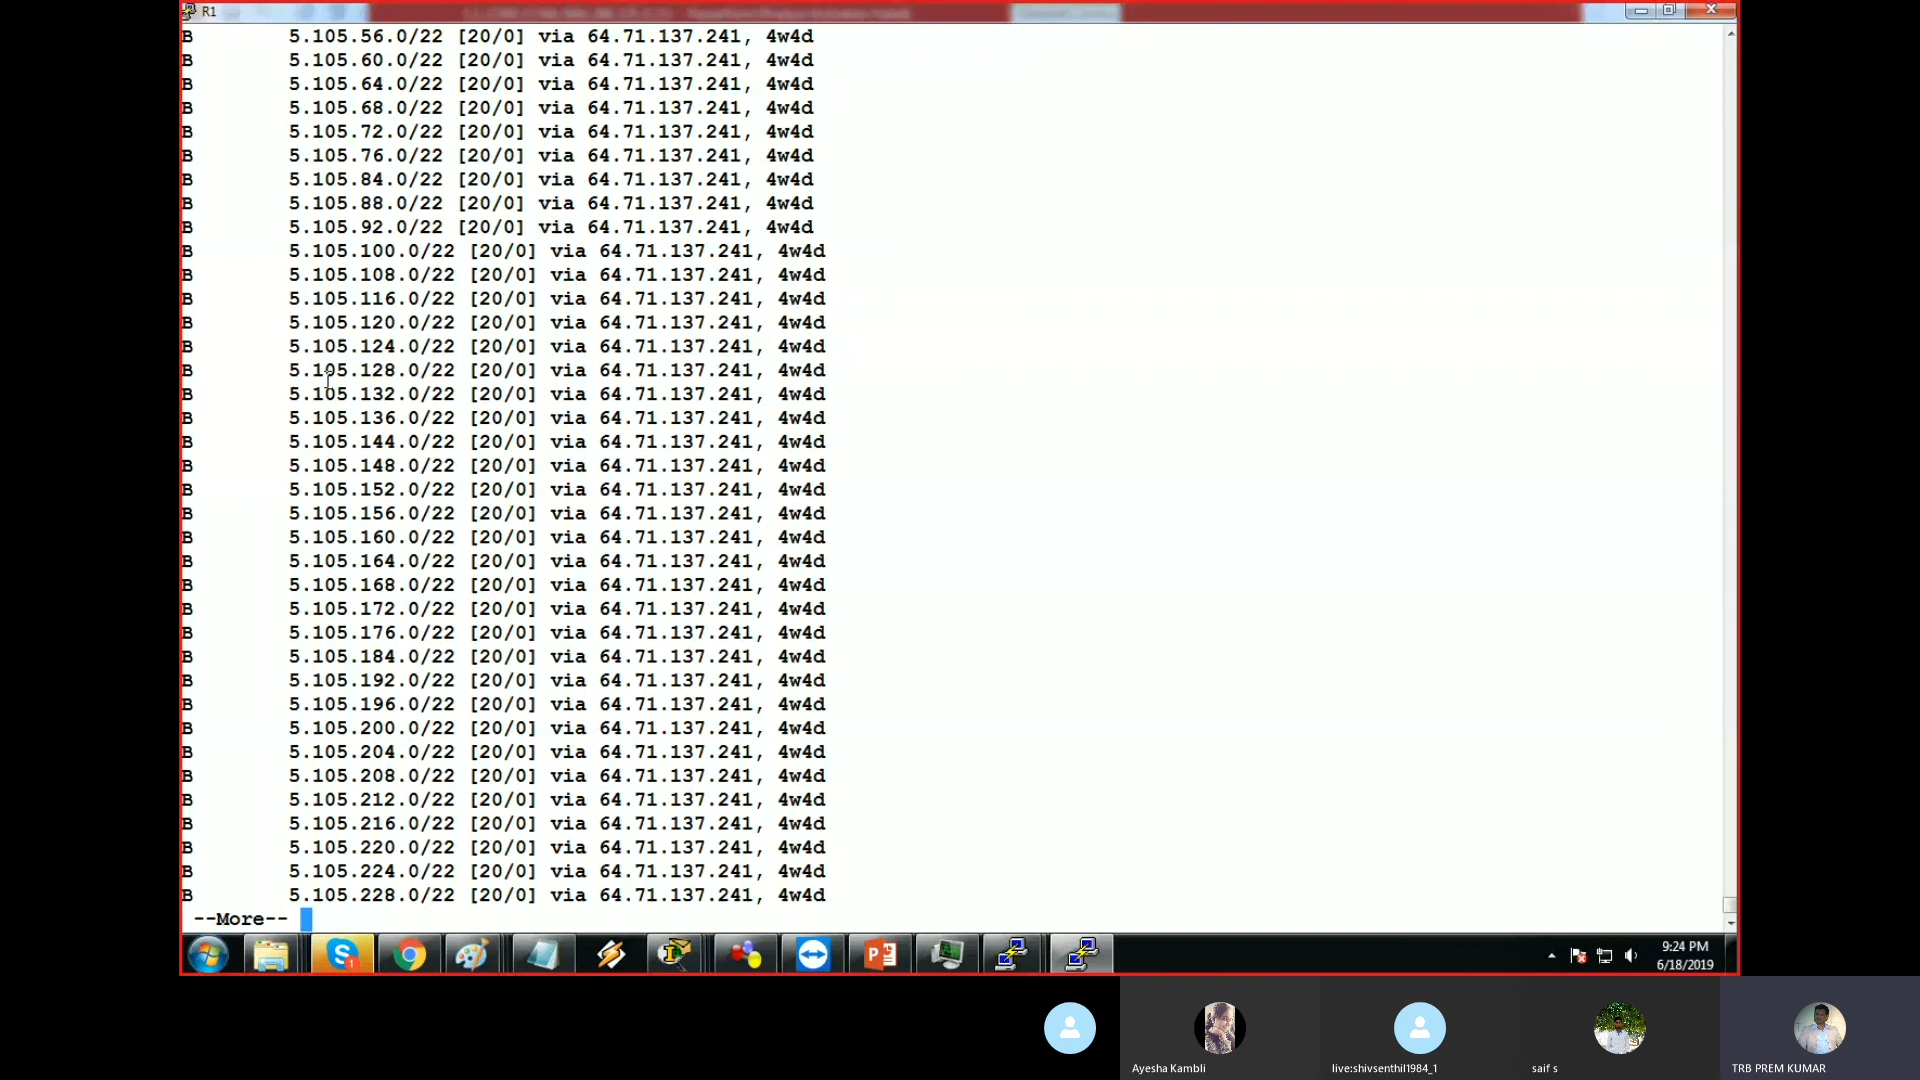 R1
B 5.105.56.0/22 [20/0] via 64.71.137.241, 4w4d
B 5.105.60.0/22 [20/0] via 64.71.137.241, 4w4d
B 5.105.64.0/22 [20/0] via 64.71.137.241, 4w4d
B 5.105.68.0/22 [20/0] via 64.71.137.241, 4w4d
B 5.105.72.0/22 [20/0] via 64.71.137.241, 4w4d
B 5.105.76.0/22 [20/0] via 64.71.137.241, 4w4d
B 5.105.84.0/22 [20/0] via 64.71.137.241, 4w4d
B 5.105.88.0/22 [20/0] via 64.71.137.241, 4w4d
B 5.105.92.0/22 [20/0] via 64.71.137.241, 4w4d
B 5.105.100.0/22 [20/0] via 64.71.137.241, 4w4d
B 5.105.108.0/22 [20/0] via 64.71.137.241, 4w4d
B 5.105.116.0/22 [20/0] via 64.71.137.241, 4w4d
B 5.105.120.0/22 [20/0] via 64.71.137.241, 4w4d
B 5.105.124.0/22 [20/0] via 64.71.137.241, 4w4d
B 5.105.128.0/22 [20/0] via 64.71.137.241, 4w4d
B 5.105.132.0/22 [20/0] via 64.71.137.241, 4w4d
B 5.105.136.0/22 [20/0] via 64.71.137.241, 4w4d
B 5.105.144.0/22 [20/0] via 64.71.137.241, 4w4d
B 5.105.148.0/22 [20/0] via 64.71.137.241, 4w4d
B 5.105.152.0/22 [20/0] via 64.71.137.241, 4w4d
B 5.105.156.0/22 [20/0] via 64.71.137.241, 4w4d
B 5.105.160.0/22 [20/0] via 64.71.137.241, 4w4d
B 5.105.164.0/22 [20/0] via 64.71.137.241, 4w4d
B 5.105.168.0/22 [20/0] via 64.71.137.241, 4w4d
B 5.105.172.0/22 [20/0] via 64.71.137.241, 4w4d
B 5.105.176.0/22 [20/0] via 64.71.137.241, 4w4d
B 5.105.184.0/22 [20/0] via 64.71.137.241, 4w4d
B 5.105.192.0/22 [20/0] via 64.71.137.241, 4w4d
B 5.105.196.0/22 [20/0] via 64.71.137.241, 4w4d
B 5.105.200.0/22 [20/0] via 64.71.137.241, 4w4d
B 5.105.204.0/22 [20/0] via 64.71.137.241, 4w4d
B 5.105.208.0/22 [20/0] via 64.71.137.241, 4w4d
B 5.105.212.0/22 [20/0] via 64.71.137.241, 4w4d
B 5.105.216.0/22 [20/0] via 64.71.137.241, 4w4d
B 5.105.220.0/22 [20/0] via 64.71.137.241, 4w4d
B 5.105.224.0/22 [20/0] via 64.71.137.241, 4w4d
B 5.105.228.0/22 [20/0] via 64.71.137.241, 4w4d
--More--
9:24 PM
6/18/2019
Ayesha Kambli
live:shivsenthil1984_1
saif s
TRB PREM KUMAR